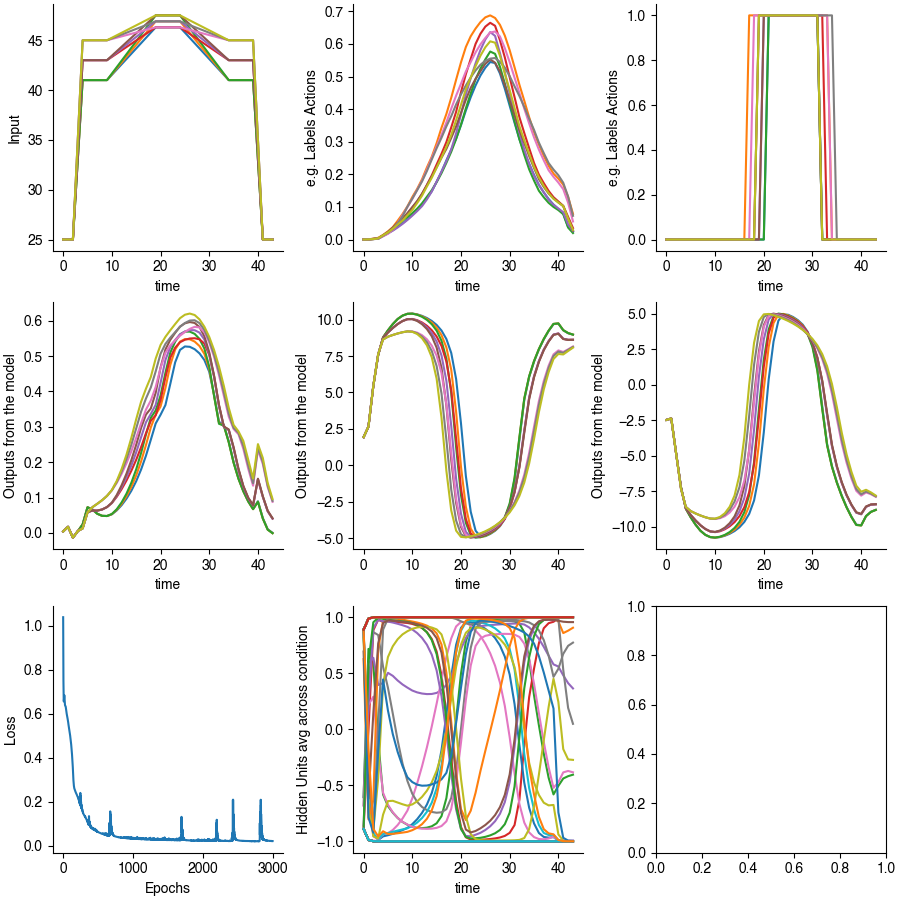 45
40
35
30
25
Input
0 10 20 30 40
time
0.7
0.6
0.5
0.4
0.3
0.2
0.1
0.0
e.g. Labels Actions
0 10 20 30 40
time
1.0
0.8
0.6
0.4
0.2
0.0
e.g. Labels Actions
0 10 20 30 40
time
0.6
0.5
0.4
0.3
0.2
0.1
0.0
Outputs from the model
0 10 20 30 40
time
10.0
7.5
5.0
2.5
0.0
−2.5
−5.0
Outputs from the model
0 10 20 30 40
time
5.0
2.5
0.0
−2.5
−5.0
−7.5
−10.0
Outputs from the model
0 10 20 30 40
time
1.0
0.8
0.6
0.4
0.2
0.0
Loss
0 1000 2000 3000
Epochs
1.0
0.5
0.0
−0.5
−1.0
Hidden Units avg across condition
0 10 20 30 40
time
1.0
0.8
0.6
0.4
0.2
0.0
0.0 0.2 0.4 0.6 0.8 1.0